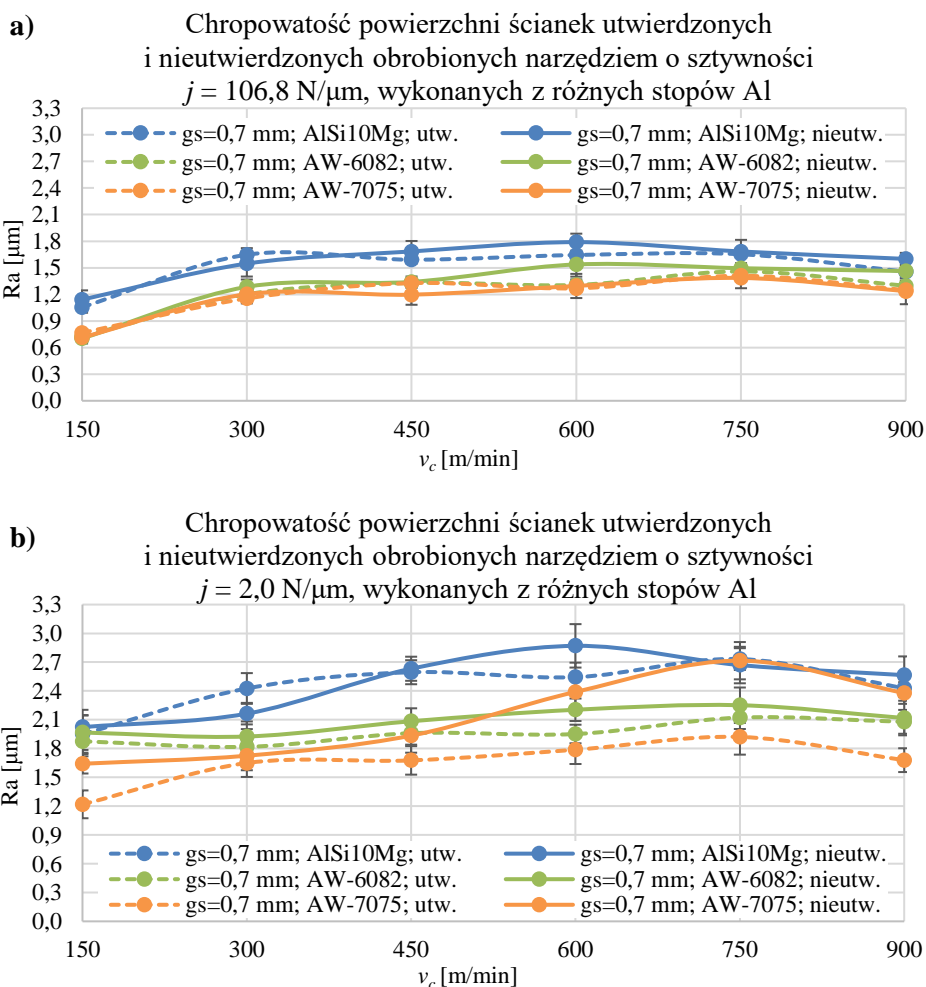 a)
Chropowatość powierzchni ścianek utwierdzonych
i nieutwierdzonych obrobionych narzędziem o sztywności
j = 106,8 N/μm, wykonanych z różnych stopów Al
3,3
3,0
2,7
2,4
2,1
1,8
1,5
1,2
0,9
0,6
0,3
0,0
Ra [μm]
gs=0,7 mm; AlSi10Mg; utw.
gs=0,7 mm; AlSi10Mg; nieutw.
gs=0,7 mm; AW-6082; utw.
gs=0,7 mm; AW-6082; nieutw.
gs=0,7 mm; AW-7075; utw.
gs=0,7 mm; AW-7075; nieutw.
150 300 450 600 750 900
vc [m/min]
b)
Chropowatość powierzchni ścianek utwierdzonych
i nieutwierdzonych obrobionych narzędziem o sztywności
j = 2,0 N/μm, wykonanych z różnych stopów Al
3,3
3,0
2,7
2,4
2,1
1,8
1,5
1,2
0,9
0,6
0,3
0,0
Ra [μm]
gs=0,7 mm; AlSi10Mg; utw.
gs=0,7 mm; AlSi10Mg; nieutw.
gs=0,7 mm; AW-6082; utw.
gs=0,7 mm; AW-6082; nieutw.
gs=0,7 mm; AW-7075; utw.
gs=0,7 mm; AW-7075; nieutw.
150 300 450 600 750 900
vc [m/min]